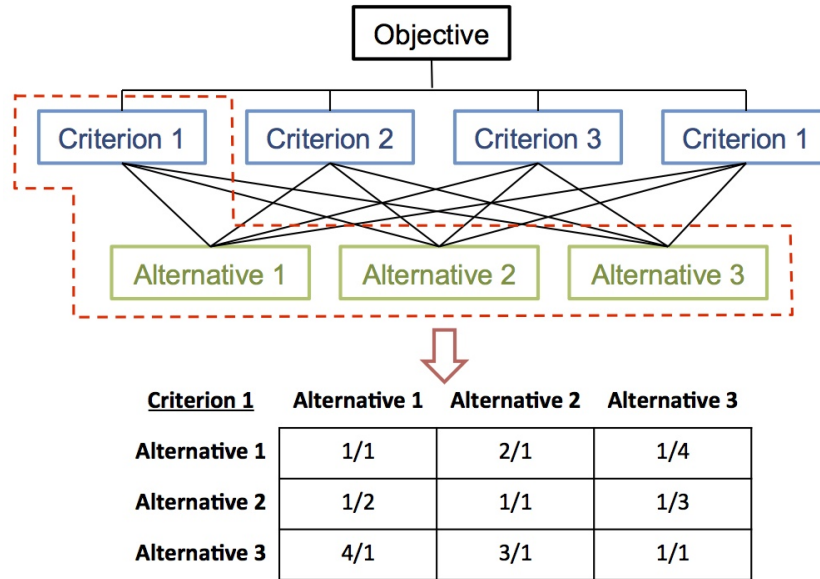 Objective
Criterion 1 Criterion 2 Criterion 3 Criterion 1
Alternative 1 Alternative 2 Alternative 3
Criterion 1 Alternative 1 Alternative 2 Alternative 3
Alternative 1 1/1 2/1 1/4
Alternative 2 1/2 1/1 1/3
Alternative 3 4/1 3/1 1/1